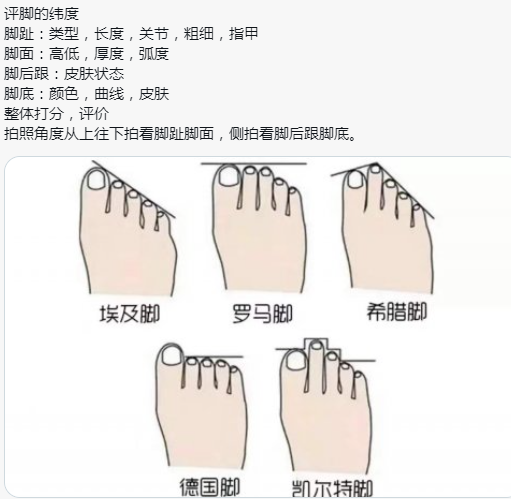 评脚的纬度
脚趾：类型，长度，关节，粗细，指甲
脚面：高低，厚度，弧度
脚后跟：皮肤状态
脚底：颜色，曲线，皮肤
整体打分，评价
拍照角度从上往下拍看脚趾脚面，侧拍看脚后跟脚底。
埃及脚
罗马脚
希腊脚
德国脚
凯尔特脚